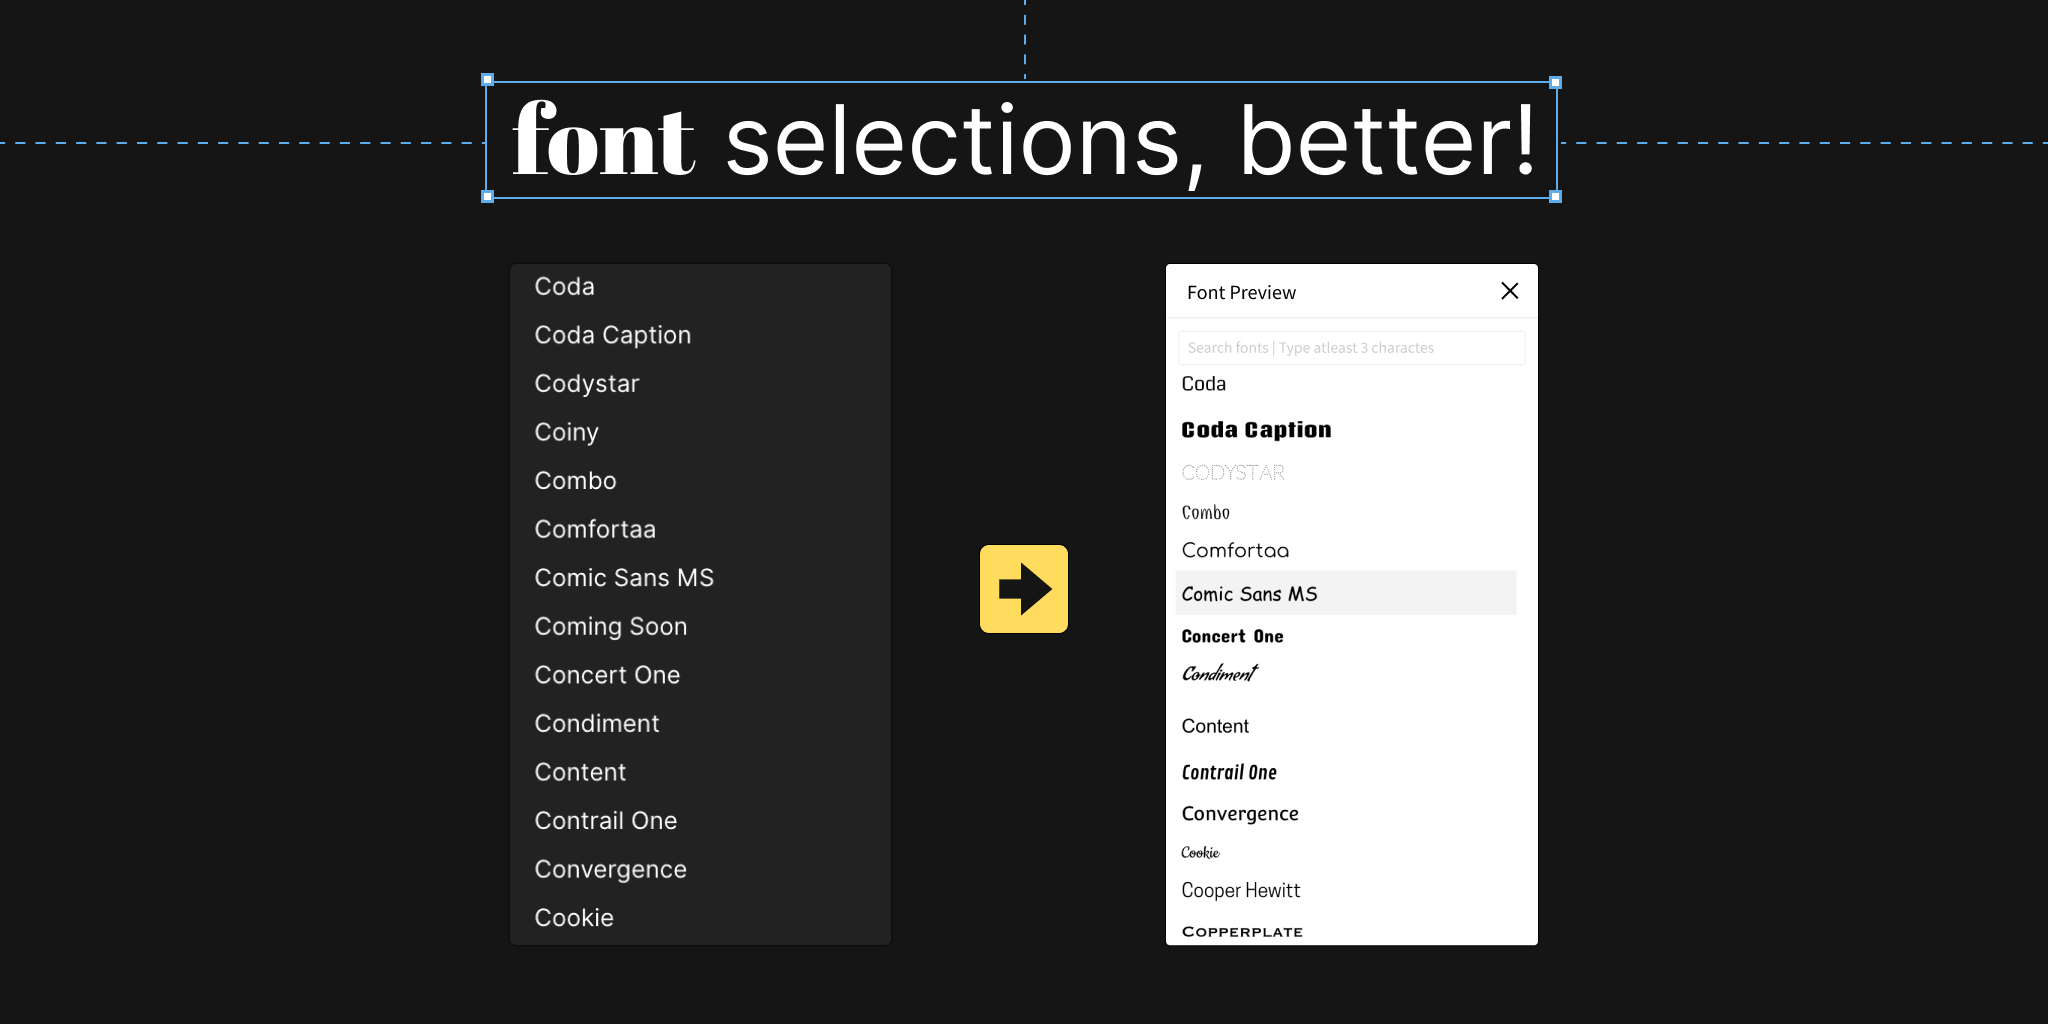 font selections, better!
Coda
Coda Caption
Codystar
Coiny
Combo
Comfortaa
Comic Sans MS
Coming Soon
Concert One
Condiment
Content
Contrail One
Convergence
Cookie
Font Preview
Search fonts | Type atleast 3 charactes
Coda
Coda Caption
CODYSTAR
Combo
Comfortaa
Comic Sans MS
Concert One
Condiment
Content
Contrail One
Convergence
Cookie
Cooper Hewitt
COPPERPLATE